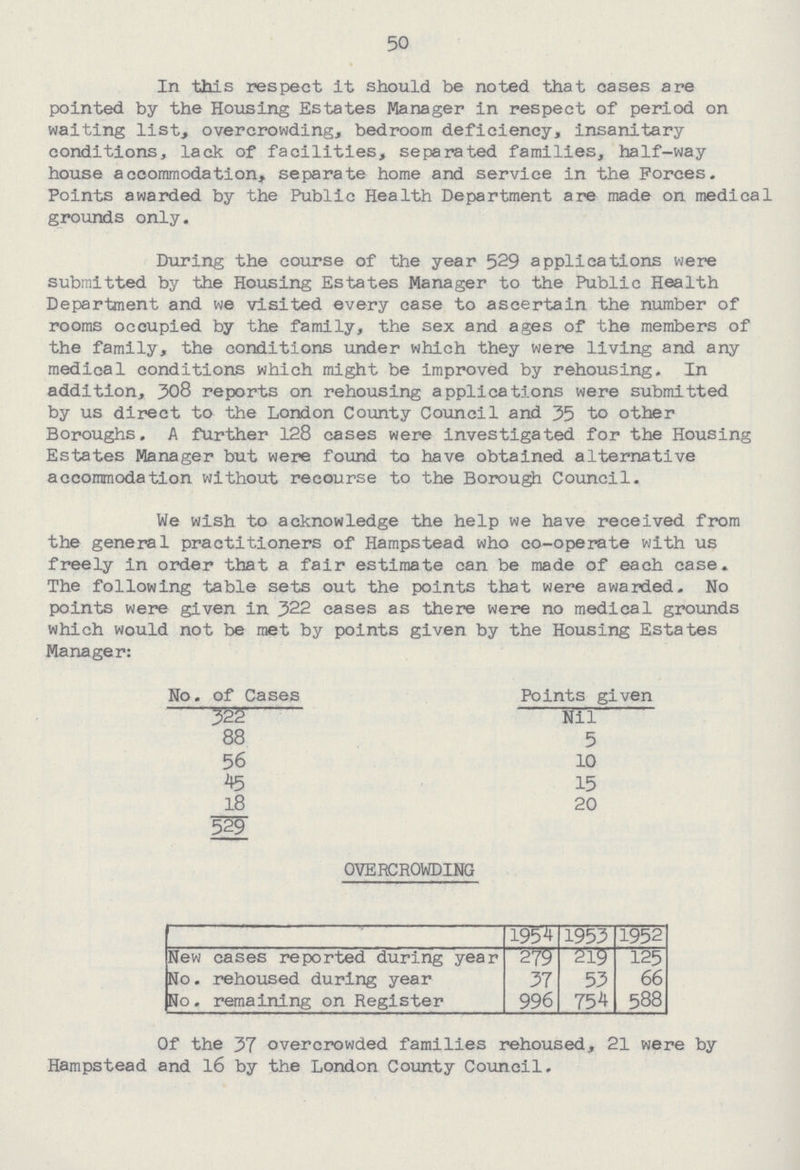 50
In this respect it should be noted that cases are
pointed by the Housing Estates Manager in respect of period on
waiting list, overcrowding, bedroom deficiency, insanitary
conditions, lack of facilities, separated families, half-way
house accommodation, separate home and service in the Forces.
Points awarded by the Public Health Department are made on medical
grounds only.
During the course of the year 529 applications were
submitted by the Housing Estates Manager to the Public Health
Department and we visited every case to ascertain the number of
rooms occupied by the family, the sex and ages of the members of
the family, the conditions under which they were living and any
medical conditions which might be improved by rehousing. In
addition, 308 reports on rehousing applications were submitted
by us direct to the London County Council and 35 to other
Boroughs. A further 128 cases were investigated for the Housing
Estates Manager but were found to have obtained alternative
accommodation without recourse to the Borough Council.
We wish to acknowledge the help we have received from
the general practitioners of Hampstead who co-operate with us
freely in order that a fair estimate can be made of each case.
The following table sets out the points that were awarded. No
points were given in 322 cases as there were no medical grounds
which would not be met by points given by the Housing Estates
Manager:
No. of Cases Points given
322 Nil
88 5
56 10
45 15
18 20
529
OVERCROWDING
1954 1953 1952
New cases reported during year 279 219 125
No. rehoused during year 37 53 66
No. remaining on Register 996 754 588
Of the 37 overcrowded families rehoused, 21 were by
Hampstead and 16 by the London County Council.